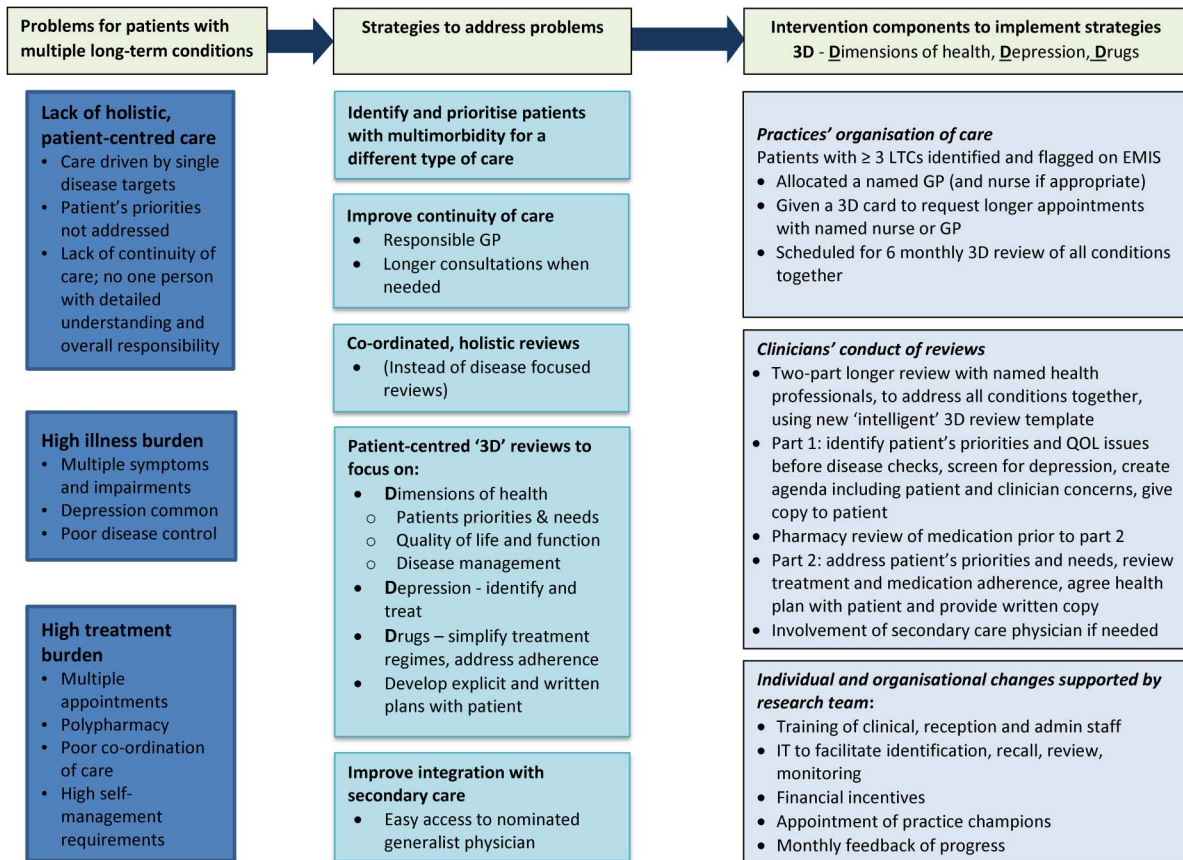 Problems for patients with
multiple long-term conditions
Lack of holistic,
patient-centred care
• Care driven by single
disease targets
• Patient's priorities
not addressed
• Lack of continuity of
care; no one person
with detailed
understanding and
overall responsibility
High illness burden
• Multiple symptoms
and impairments
• Depression common
• Poor disease control
High treatment
burden
• Multiple
appointments
• Polypharmacy
• Poor co-ordination
of care
• High self-
management
requirements
Strategies to address problems
Identify and prioritise patients
with multimorbidity for a
different type of care
Improve continuity of care
• Responsible GP
• Longer consultations when
needed
Co-ordinated, holistic reviews
• (Instead of disease focused
reviews)
Patient-centred ‘3D’ reviews to
focus on:
• Dimensions of health
o Patients priorities & needs
o Quality of life and function
o Disease management
• Depression - identify and
treat
• Drugs – simplify treatment
regimes, address adherence
• Develop explicit and written
plans with patient
Improve integration with
secondary care
• Easy access to nominated
generalist physician
Intervention components to implement strategies
3D - Dimensions of health, Depression, Drugs
Practices’ organisation of care
Patients with ≥ 3 LTCs identified and flagged on EMIS
• Allocated a named GP (and nurse if appropriate)
• Given a 3D card to request longer appointments
with named nurse or GP
• Scheduled for 6 monthly 3D review of all conditions
together
Clinicians’ conduct of reviews
• Two-part longer review with named health
professionals, to address all conditions together,
using new ‘intelligent’ 3D review template
• Part 1: identify patient’s priorities and QOL issues
before disease checks, screen for depression, create
agenda including patient and clinician concerns, give
copy to patient
• Pharmacy review of medication prior to part 2
• Part 2: address patient’s priorities and needs, review
treatment and medication adherence, agree health
plan with patient and provide written copy
• Involvement of secondary care physician if needed
Individual and organisational changes supported by
research team:
• Training of clinical, reception and admin staff
• IT to facilitate identification, recall, review,
monitoring
• Financial incentives
• Appointment of practice champions
• Monthly feedback of progress